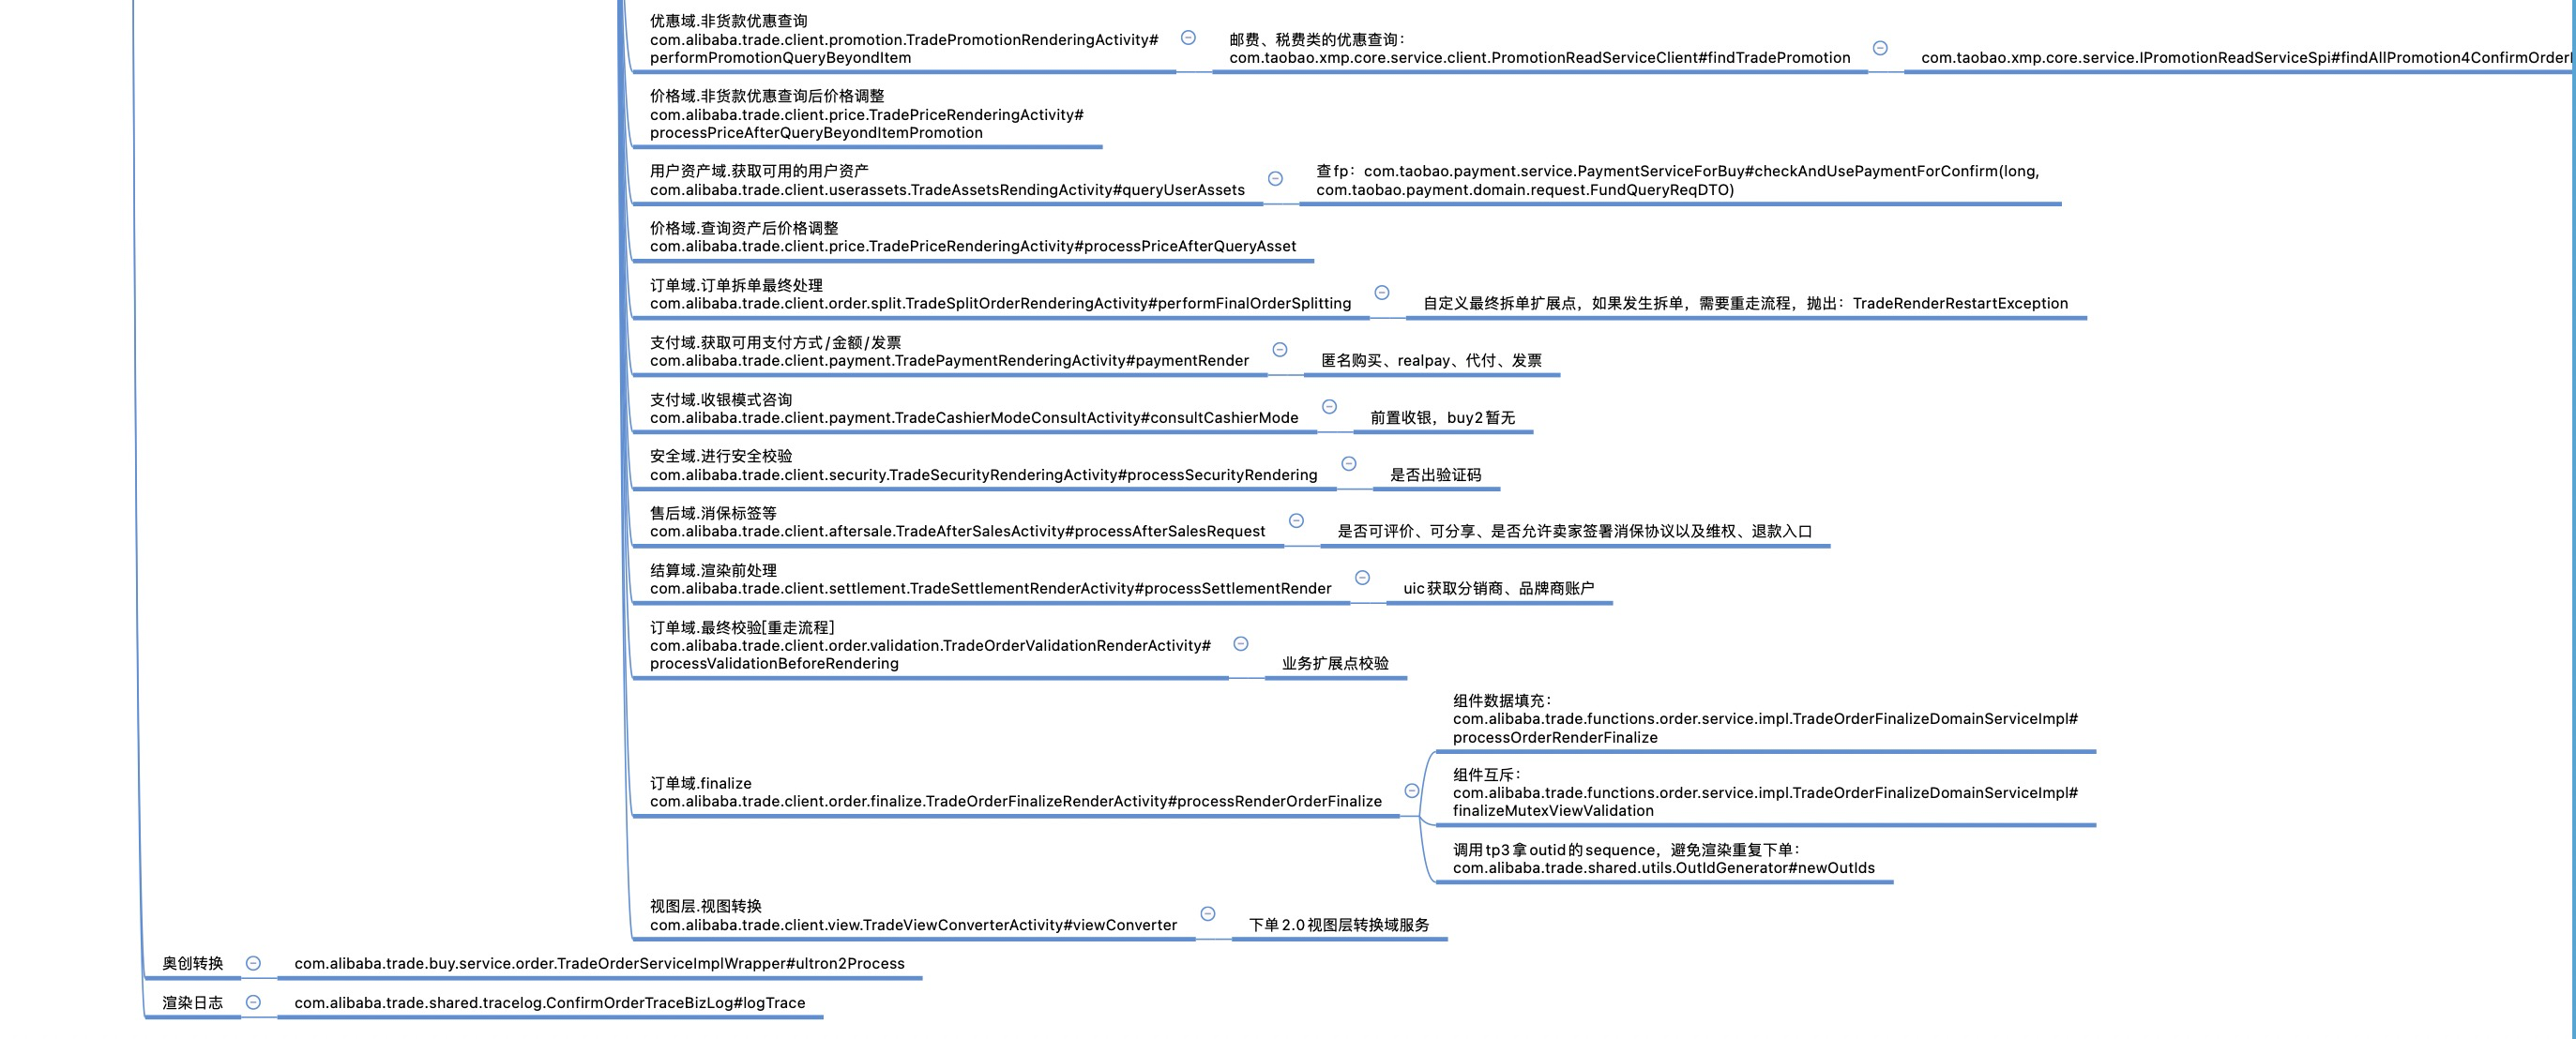 优惠域.非货款优惠查询
com.alibaba.trade.client.promotion.TradePromotionRenderingActivity#
performPromotionQueryBeyondItem
邮费、税费类的优惠查询：
com.taobao.xmp.core.service.client.PromotionReadServiceClient#findTradePromotion
com.taobao.xmp.core.service.IPromotionReadServiceSpi#findAllPromotion4ConfirmOrder
价格域.非货款优惠查询后价格调整
com.alibaba.trade.client.price.TradePriceRenderingActivity#
processPriceAfterQueryBeyondItemPromotion
用户资产域.获取可用的用户资产
com.alibaba.trade.client.userassets.TradeAssetsRendingActivity#queryUserAssets
查fp：com.taobao.payment.service.PaymentServiceForBuy#checkAndUsePaymentForConfirm(long,
com.taobao.payment.domain.request.FundQueryReqDTO)
价格域.查询资产后价格调整
com.alibaba.trade.client.price.TradePriceRenderingActivity#processPriceAfterQueryAsset
订单域.订单拆单最终处理
com.alibaba.trade.client.order.split.TradeSplitOrderRenderingActivity#performFinalOrderSplitting
自定义最终拆单扩展点，如果发生拆单，需要重走流程，抛出：TradeRenderRestartException
支付域.获取可用支付方式/金额/发票
com.alibaba.trade.client.payment.TradePaymentRenderingActivity#paymentRender
匿名购买、realpay、代付、发票
支付域.收银模式咨询
com.alibaba.trade.client.payment.TradeCashierModeConsultActivity#consultCashierMode
前置收银，buy2暂无
安全域.进行安全校验
com.alibaba.trade.client.security.TradeSecurityRenderingActivity#processSecurityRendering
是否出验证码
售后域.消保标签等
com.alibaba.trade.client.aftersale.TradeAfterSalesActivity#processAfterSalesRequest
是否可评价、可分享、是否允许卖家签署消保协议以及维权、退款入口
结算域.渲染前处理
com.alibaba.trade.client.settlement.TradeSettlementRenderActivity#processSettlementRender
uic获取分销商、品牌商账户
订单域.最终校验[重走流程]
com.alibaba.trade.client.order.validation.TradeOrderValidationRenderActivity#
processValidationBeforeRendering
业务扩展点校验
订单域.finalize
com.alibaba.trade.client.order.finalize.TradeOrderFinalizeRenderActivity#processRenderOrderFinalize
组件数据填充：
com.alibaba.trade.functions.order.service.impl.TradeOrderFinalizeDomainServiceImpl#
processOrderRenderFinalize
组件互斥：
com.alibaba.trade.functions.order.service.impl.TradeOrderFinalizeDomainServiceImpl#
finalizeMutexViewValidation
调用tp3拿outid的sequence，避免渲染重复下单：
com.alibaba.trade.shared.utils.OutIdGenerator#newOutIds
视图层.视图转换
com.alibaba.trade.client.view.TradeViewConverterActivity#viewConverter
下单2.0视图层转换域服务
奥创转换
com.alibaba.trade.buy.service.order.TradeOrderServiceImplWrapper#ultron2Process
渲染日志
com.alibaba.trade.shared.tracelog.ConfirmOrderTraceBizLog#logTrace